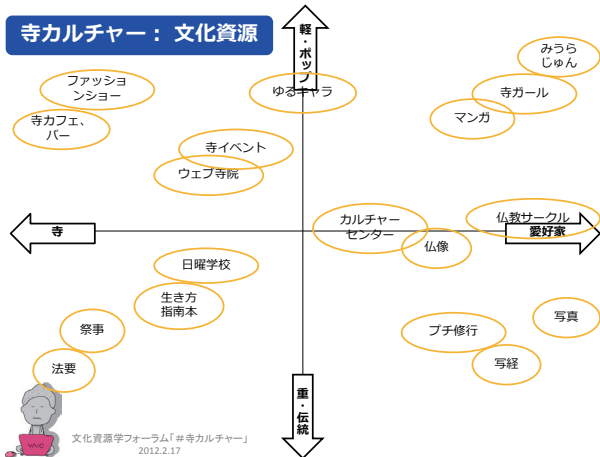 寺カルチャー： 文化資源
軽・ポップ
みうら
じゅん
ファッショ
ンショー
ゆるキャラ
寺ガール
寺カフェ、
バー
マンガ
寺イベント
ウェブ寺院
カルチャー
センター
仏教サークル
寺
愛好家
仏像
日曜学校
生き方
指南本
祭事
プチ修行
写真
法要
写経
重・伝統
文化資源学フォーラム「＃寺カルチャー」
2012.2.17